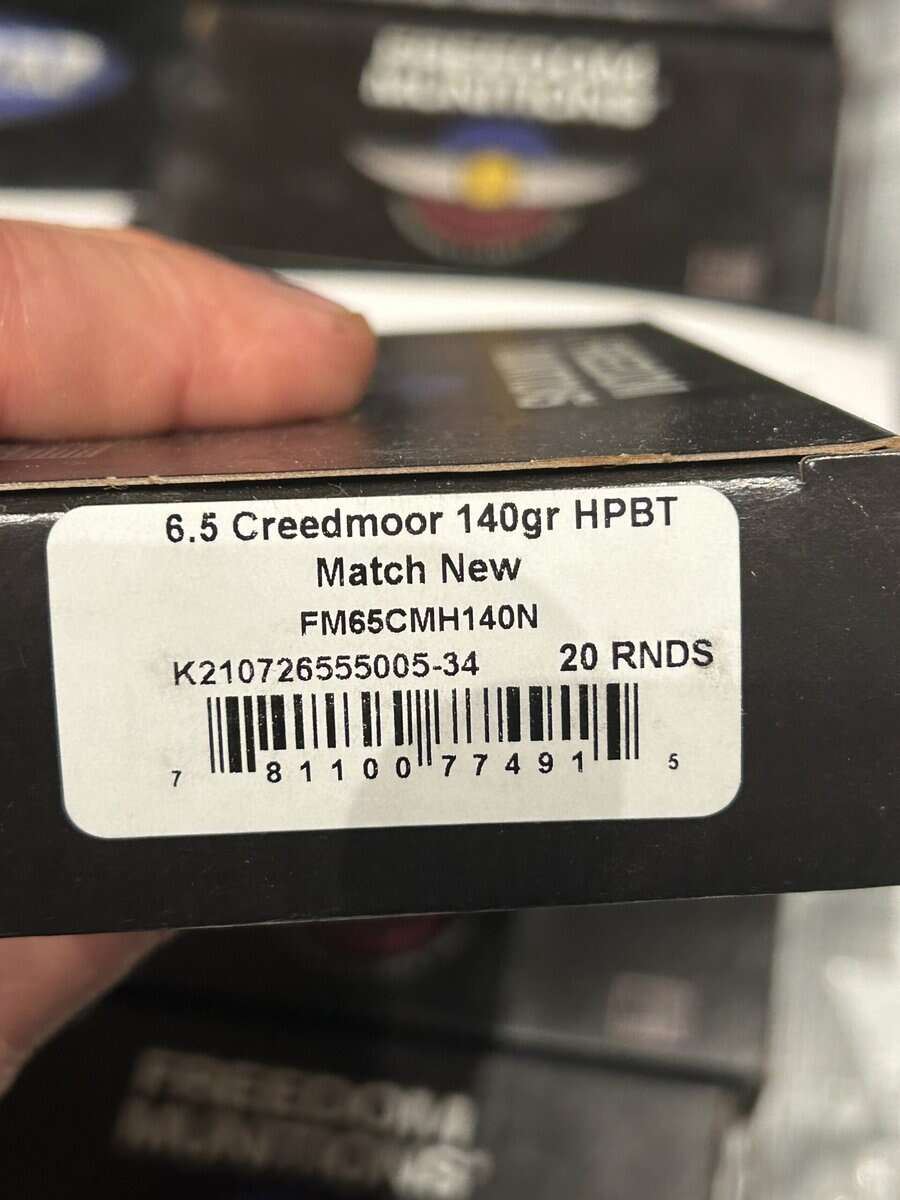 FREEDOM
MUNITIONS
6.5 Creedmoor 140gr HPBT
Match New
FM65CMH140N
K210726555005-34 20 RNDS
7 81100 77491 5
FREEDOM
MUNITIONS